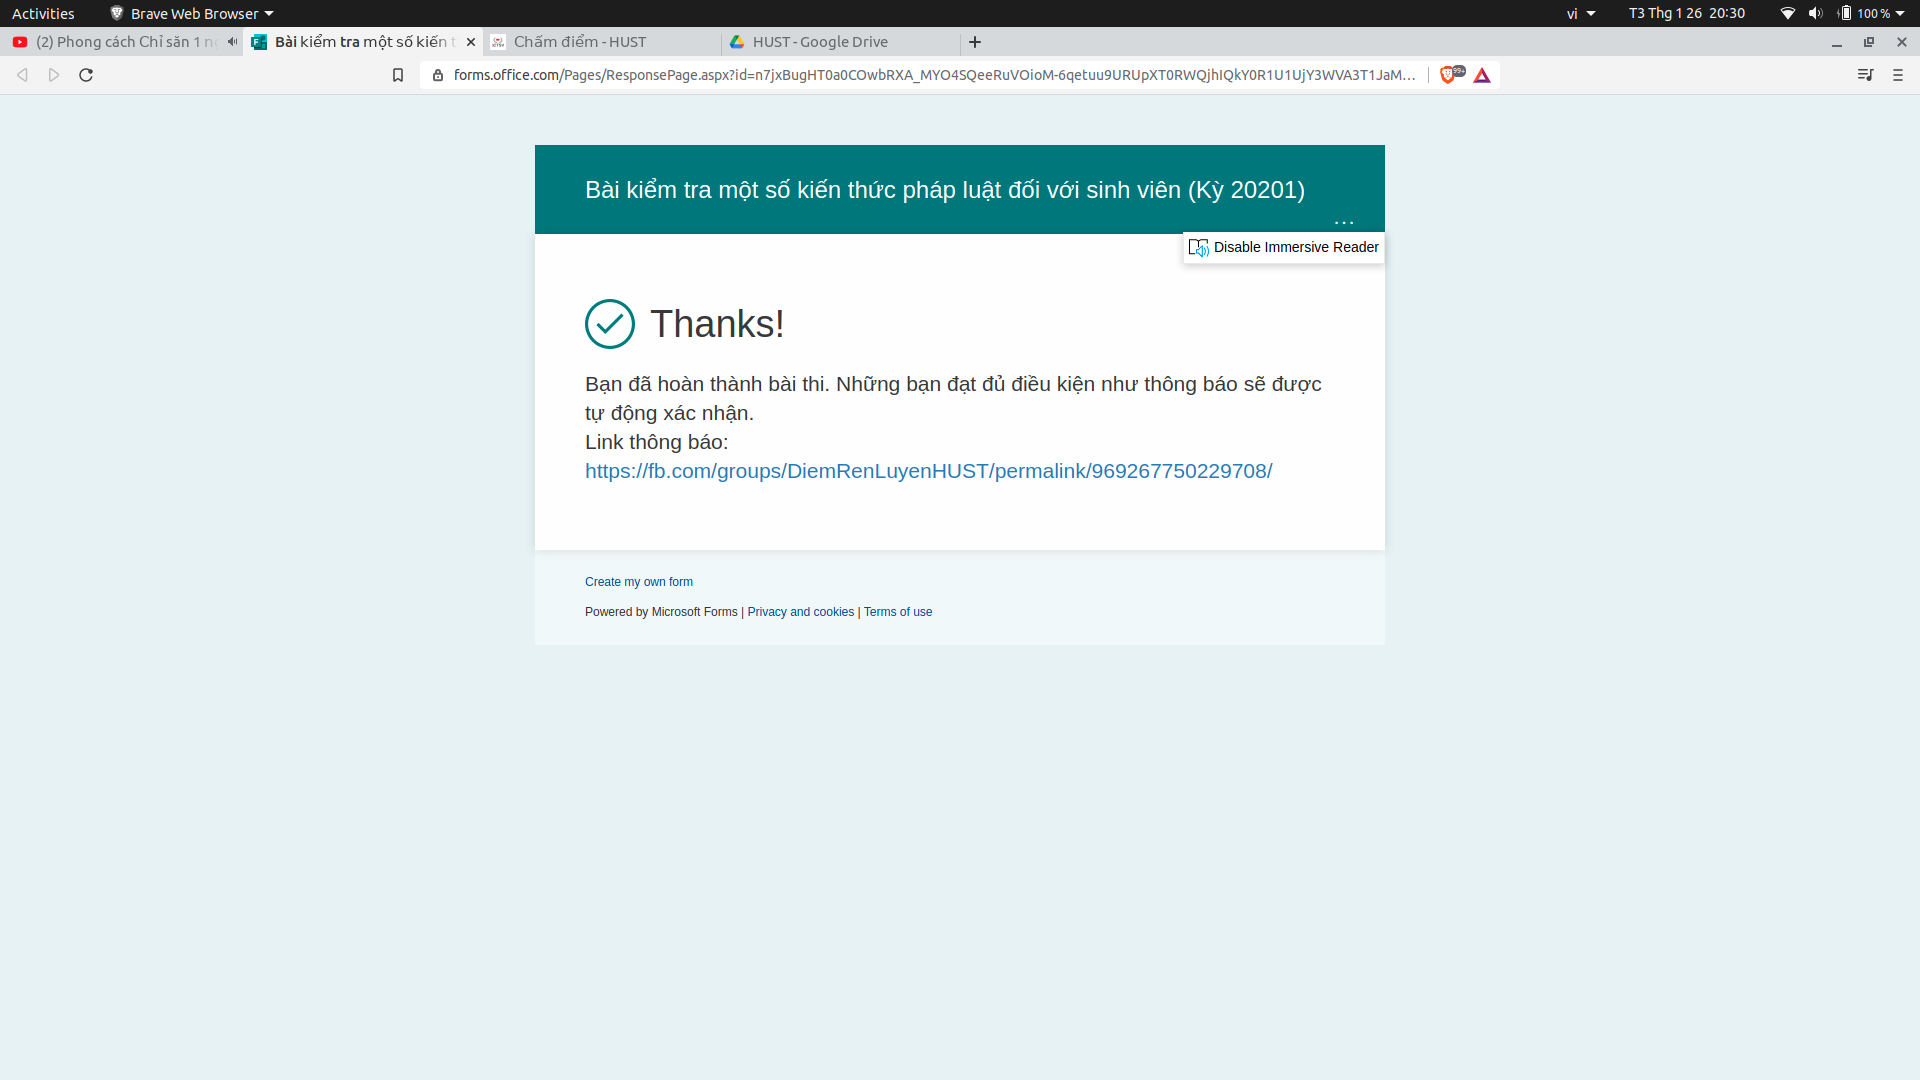 Activities Brave Web Browser vi T3 Thg 1 26 20:30 100 %
(2) Phong cách Chỉ săn 1 Bài kiểm tra một số kiến Chấm điểm - HUST HUST - Google Drive
forms.office.com/Pages/ResponsePage.aspx?id=n7jxBugHT0a0COwbRXA_MYO4SQeeRuVOioM-6qetuu9URUpXT0RWQjhIQkY0R1U1UjY3WVA3T1JaM... 99+
Bài kiểm tra một số kiến thức pháp luật đối với sinh viên (Kỳ 20201)
...
Disable Immersive Reader
Thanks!
Bạn đã hoàn thành bài thi. Những bạn đạt đủ điều kiện như thông báo sẽ được
tự động xác nhận.
Link thông báo:
https://fb.com/groups/DiemRenLuyenHUST/permalink/969267750229708/
Create my own form
Powered by Microsoft Forms | Privacy and cookies | Terms of use